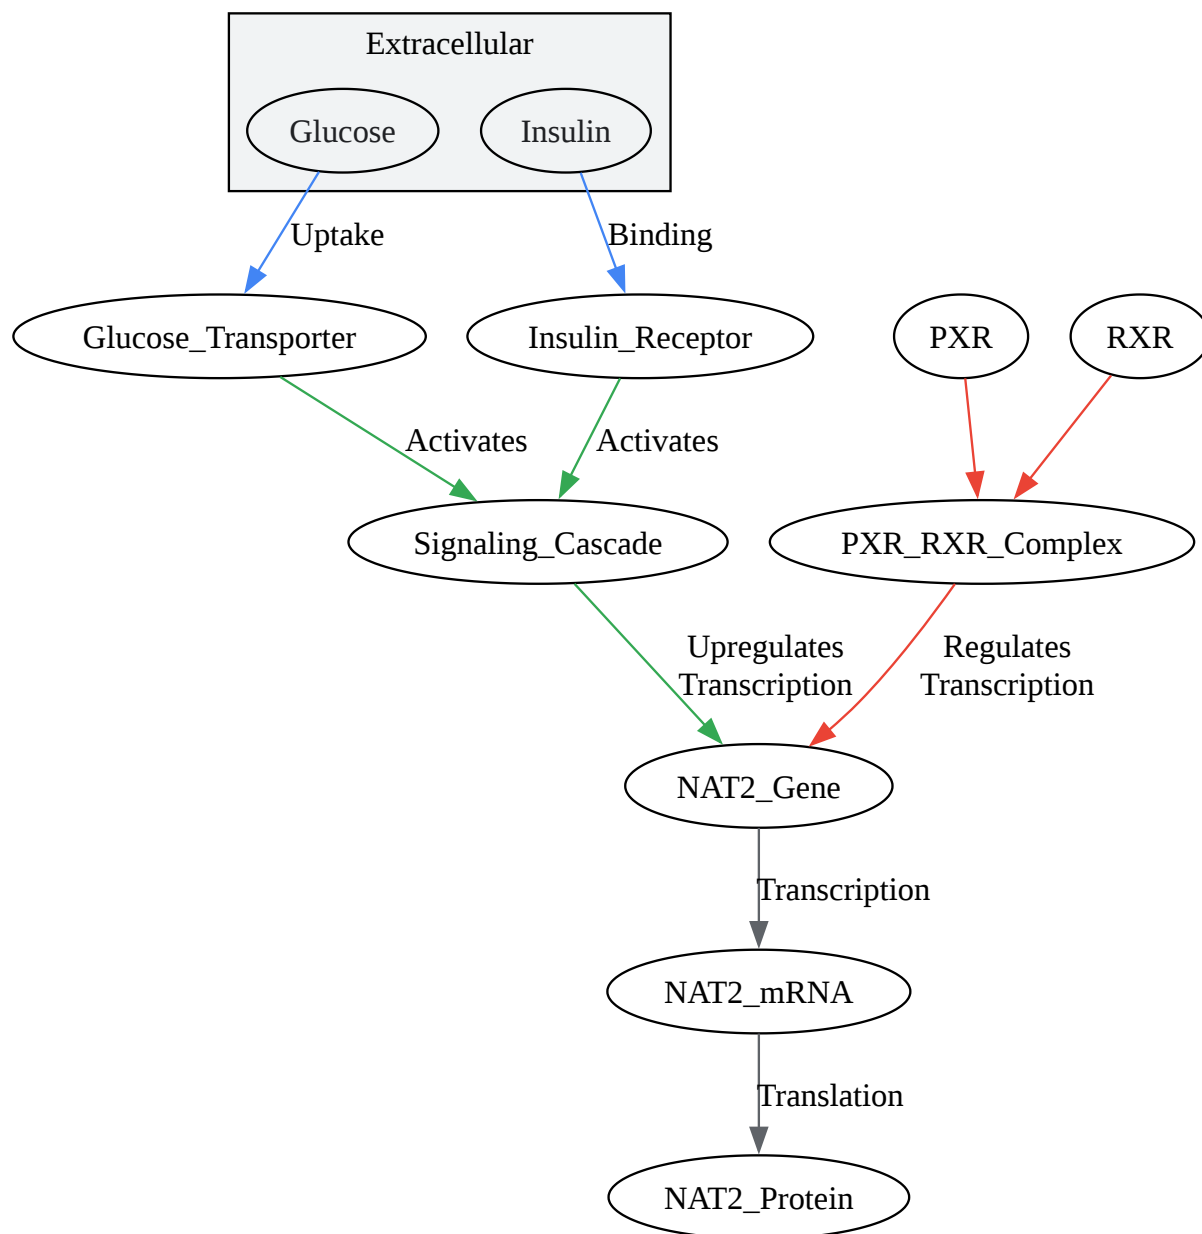 Extracellular
Glucose
Insulin
Uptake
Binding
Glucose_Transporter
Insulin_Receptor
PXR
RXR
Activates
Activates
Signaling_Cascade
PXR_RXR_Complex
Upregulates
Transcription
Regulates
Transcription
NAT2_Gene
Transcription
NAT2_mRNA
Translation
NAT2_Protein